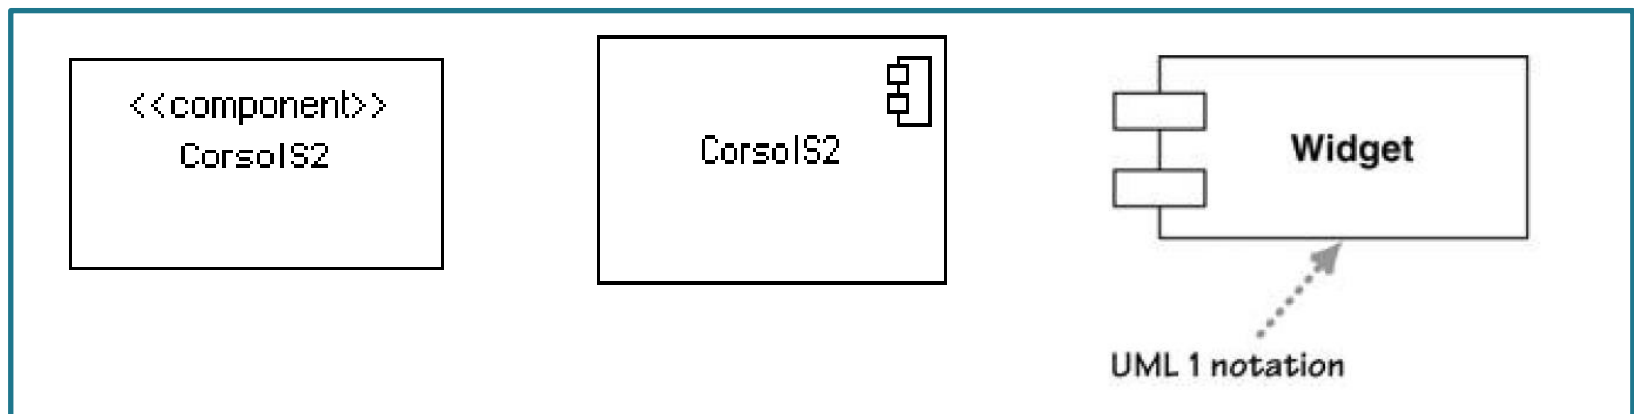 <<component>>
CorsoIS2
CorsoIS2
Widget
UML 1 notation